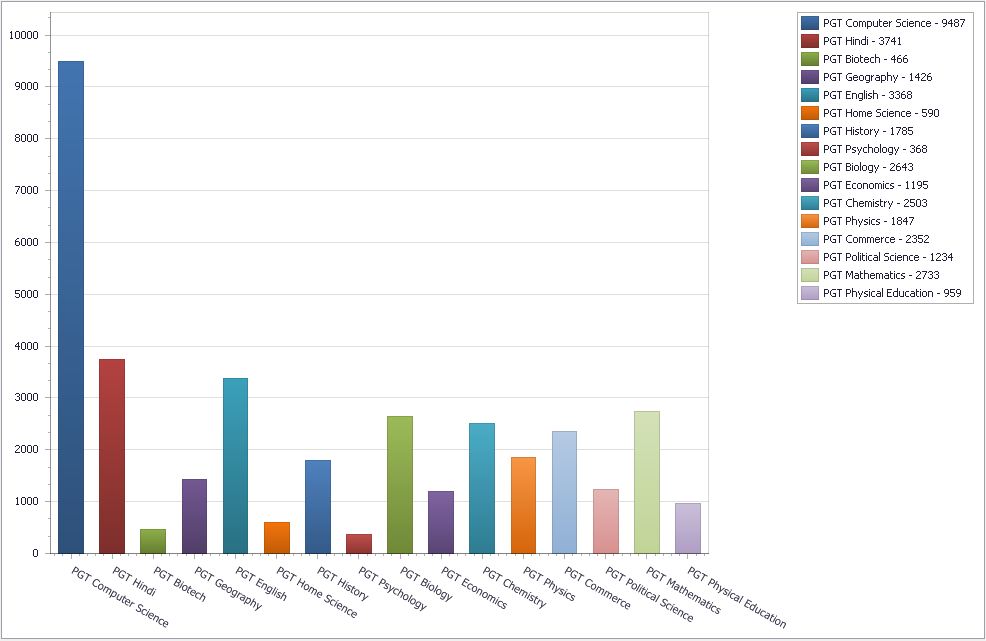 10000
9000
8000
7000
6000
5000
4000
3000
2000
1000
0
PGT Computer Science
PGT Hindi
PGT Biotech
PGT Geography
PGT English
PGT Home Science
PGT History
PGT Psychology
PGT Biology
PGT Economics
PGT Chemistry
PGT Physics
PGT Commerce
PGT Political Science
PGT Mathematics
PGT Physical Education
PGT Computer Science - 9487
PGT Hindi - 3741
PGT Biotech - 466
PGT Geography - 1426
PGT English - 3368
PGT Home Science - 590
PGT History - 1785
PGT Psychology - 368
PGT Biology - 2643
PGT Economics - 1195
PGT Chemistry - 2503
PGT Physics - 1847
PGT Commerce - 2352
PGT Political Science - 1234
PGT Mathematics - 2733
PGT Physical Education - 959